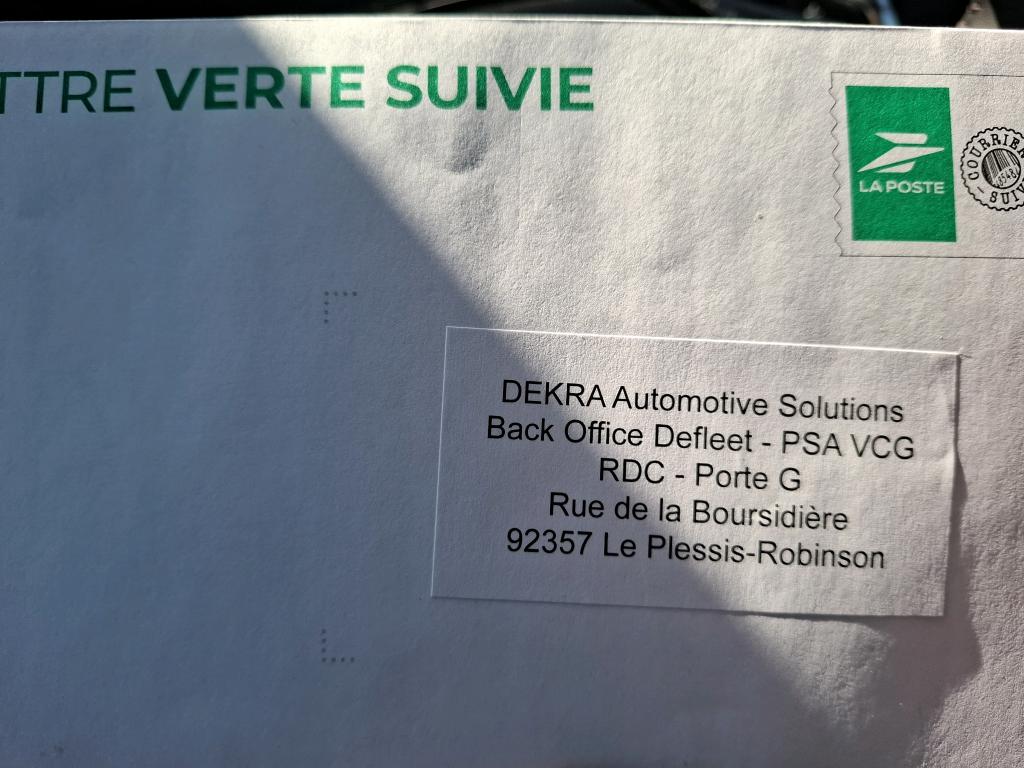 TTRE VERTE SUIVIE
LA POSTE
COURRIER
DEKRA Automotive Solutions
Back Office Defleet - PSA VCG
RDC - Porte G
Rue de la Boursidière
92357 Le Plessis-Robinson